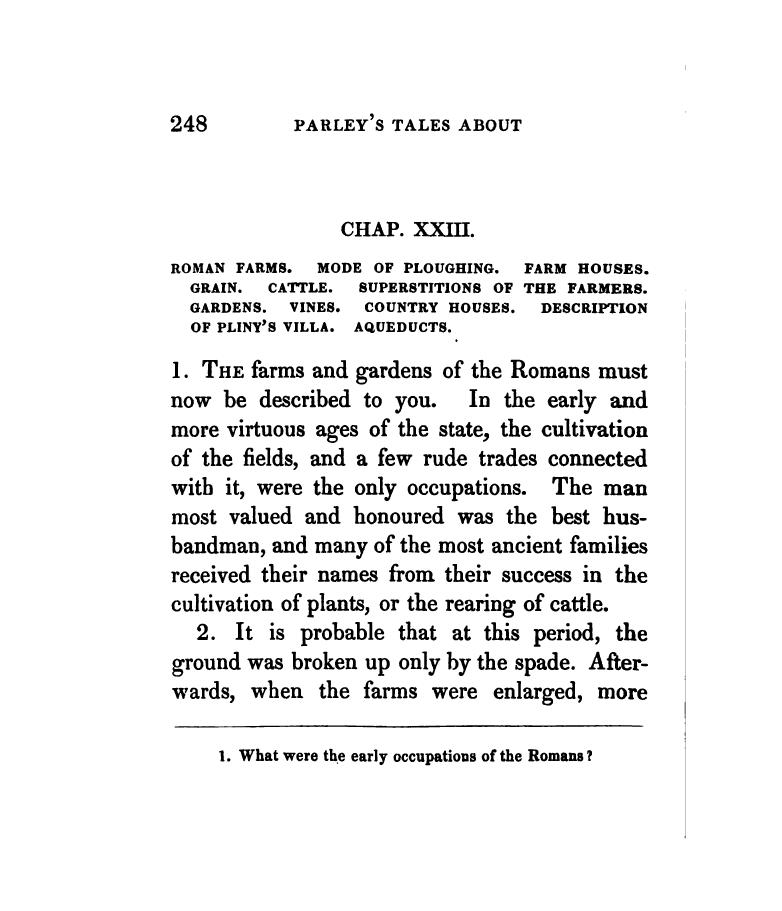 248 PARLEY'S TALES ABOUT
CHAP. XXIII.
ROMAN FARMS. MODE OF PLOUGHING. FARM HOUSES.
GRAIN. CATTLE. SUPERSTITIONS OF THE FARMERS.
GARDENS. VINES. COUNTRY HOUSES. DESCRIPTION
OF PLINY'S VILLA. AQUEDUCTS.
1. THE farms and gardens of the Romans must
now be described to you. In the early and
more virtuous ages of the state, the cultivation
of the fields, and a few rude trades connected
with it, were the only occupations. The man
most valued and honoured was the best hus-
bandman, and many of the most ancient families
received their names from their success in the
cultivation of plants, or the rearing of cattle.
2. It is probable that at this period, the
ground was broken up only by the spade. After-
wards, when the farms were enlarged, more
1. What were the early occupations of the Romans?